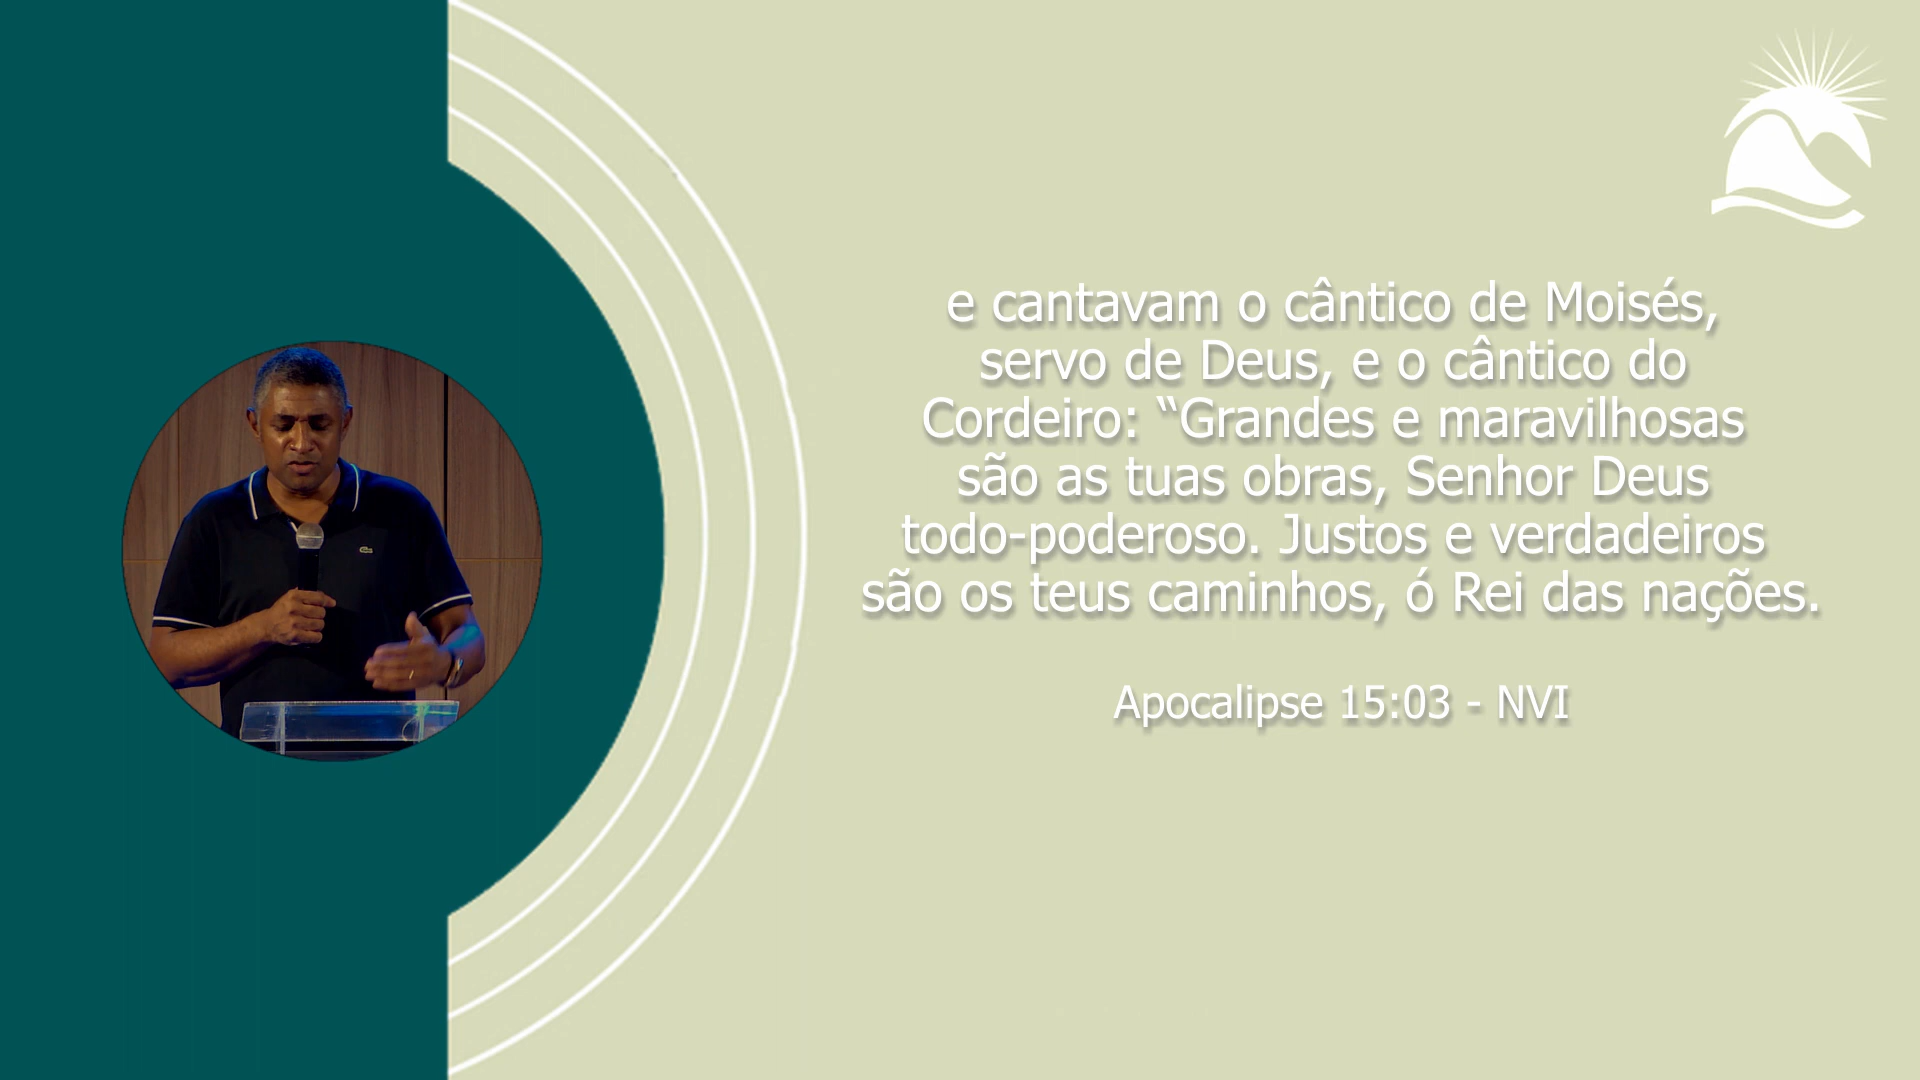 e cantavam o cântico de Moisés,
servo de Deus, e o cântico do
Cordeiro: “Grandes e maravilhosas
são as tuas obras, Senhor Deus
todo-poderoso. Justos e verdadeiros
são os teus caminhos, ó Rei das nações.
Apocalipse 15:03 - NVI